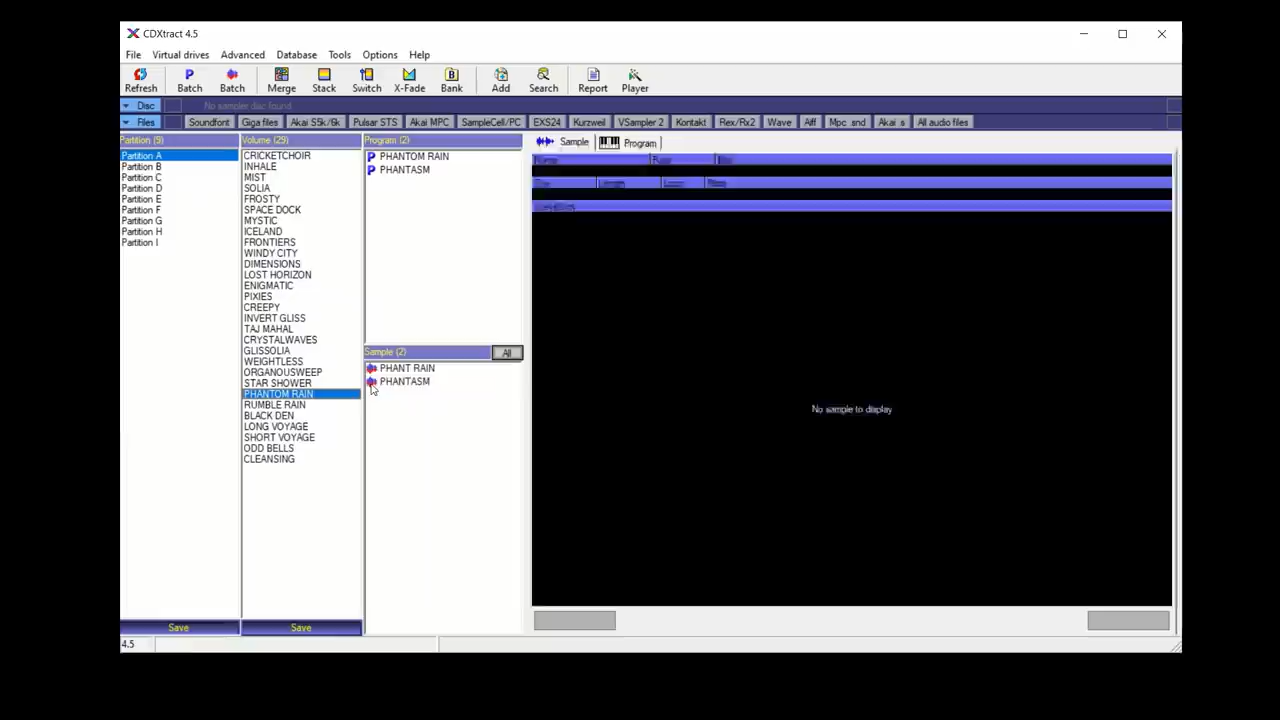 CDXtract 4.5
File Virtual drives Advanced Database Tools Options Help
Refresh Batch Batch Merge Stack Switch X-Fade Bank Add Search Report Player
Disc No sampler disc found
Files Soundfont Giga files Akai S5k/6k Pulsar STS Akai MPC SampleCell/PC EXS24 Kurzweil VSampler 2 Kontakt Rex/Rx2 Wave Aiff Mpc .snd Akai .s All audio files
Partition (9)
Partition A
Partition B
Partition C
Partition D
Partition E
Partition F
Partition G
Partition H
Partition I
Save
Volume (29)
CRICKETCHOIR
INHALE
MIST
SOLIA
FROSTY
SPACE DOCK
MYSTIC
ICELAND
FRONTIERS
WINDY CITY
DIMENSIONS
LOST HORIZON
ENIGMATIC
PIXIES
CREEPY
INVERT GLISS
TAJ MAHAL
CRYSTALWAVES
GLISSOLIA
WEIGHTLESS
ORGANOUSWEEP
STAR SHOWER
PHANTOM RAIN
RUMBLE RAIN
BLACK DEN
LONG VOYAGE
SHORT VOYAGE
ODD BELLS
CLEANSING
Save
Program (2)
P PHANTOM RAIN
P PHANTASM
Sample (2) All
PHANT RAIN
PHANTASM
Sample Program
No sample to display
4.5